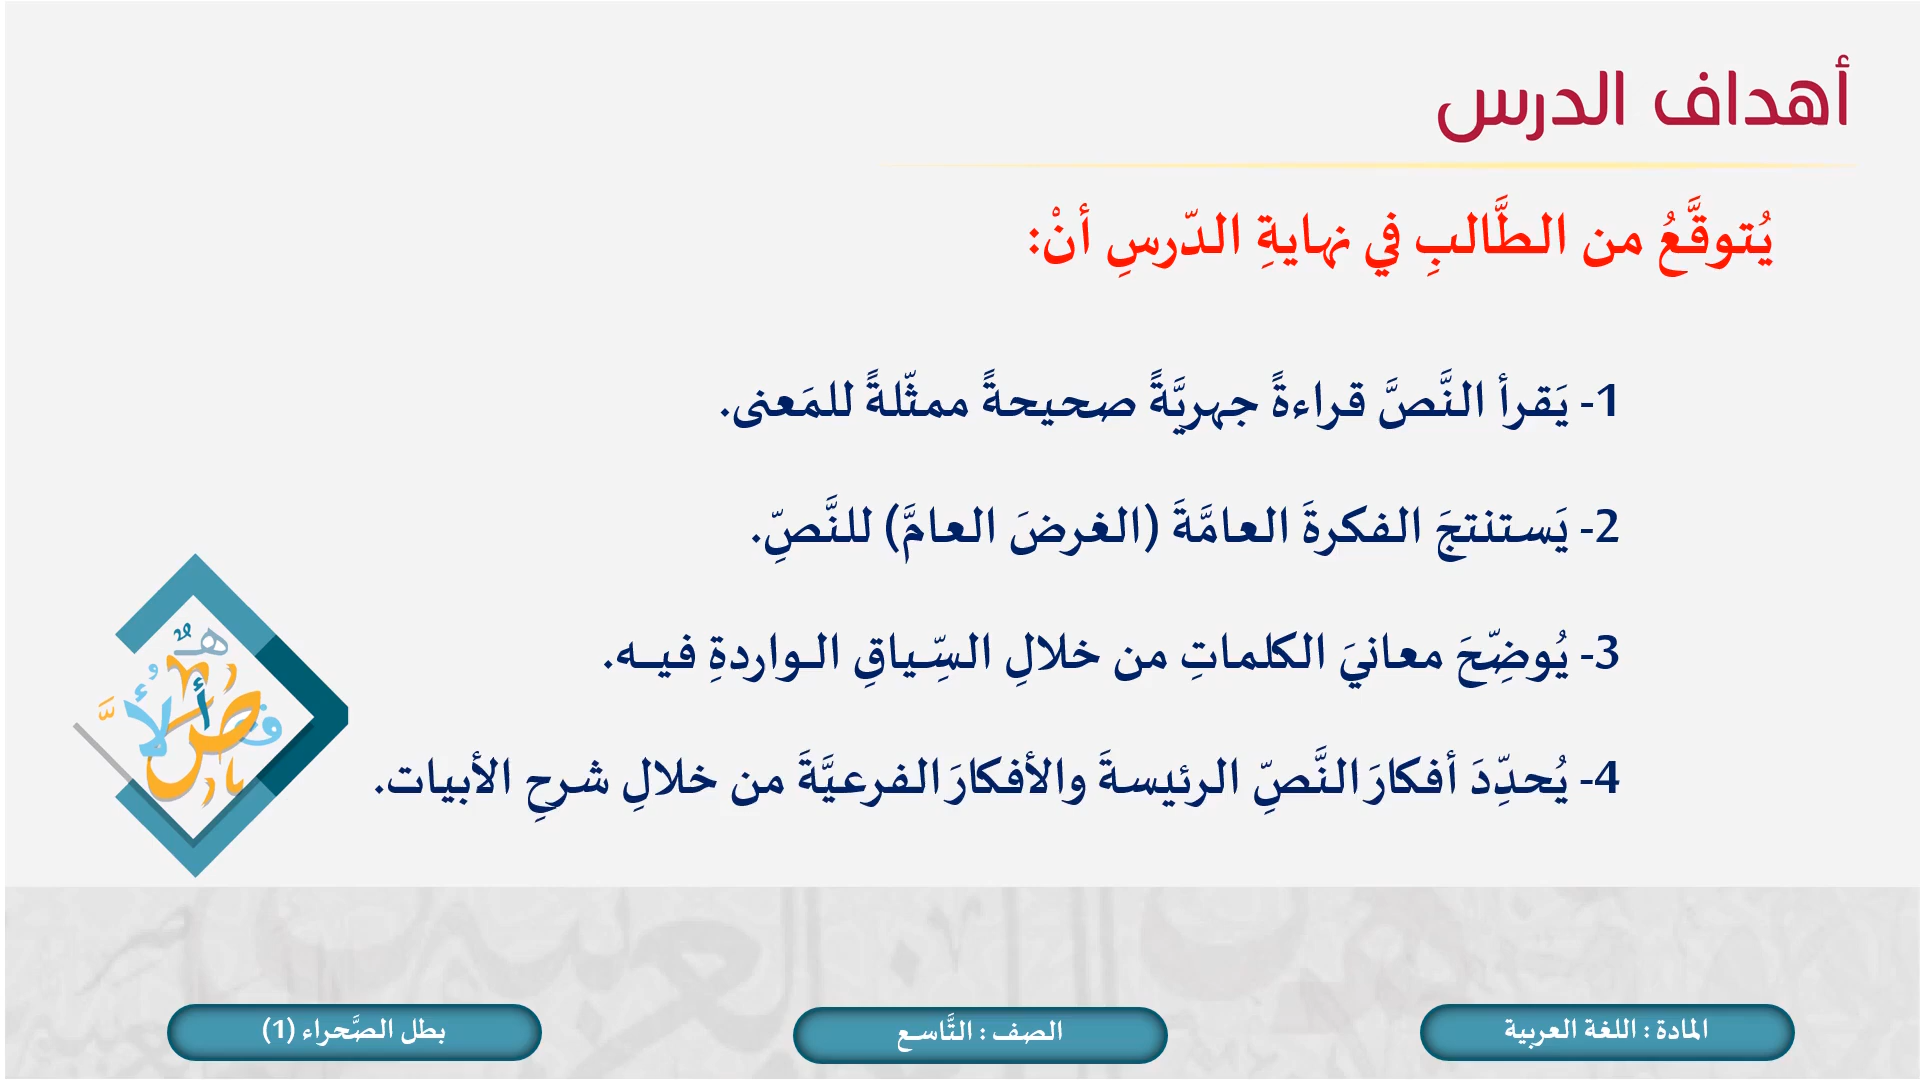 أهداف الدرس
يُتوقَّعُ من الطَّالبِ في نهايةِ الدّرسِ أنْ:
1- يَقرأ النَّصَّ قراءةً جهريَّةً صحيحةً ممثّلةً للمَعنى.
2- يَستنتجَ الفكرةَ العامَّةَ (الغرضَ العامَّ) للنَّصِّ.
3- يُوضِّحَ معانيَ الكلماتِ من خلالِ السِّياقِ الواردةِ فيه.
4- يُحدِّدَ أفكارَ النَّصِّ الرئيسةَ والأفكارَ الفرعيَّةَ من خلالِ شرحِ الأبيات.
المادة : اللغة العربية
الصف : التَّاسع
بطل الصَّحراء (1)